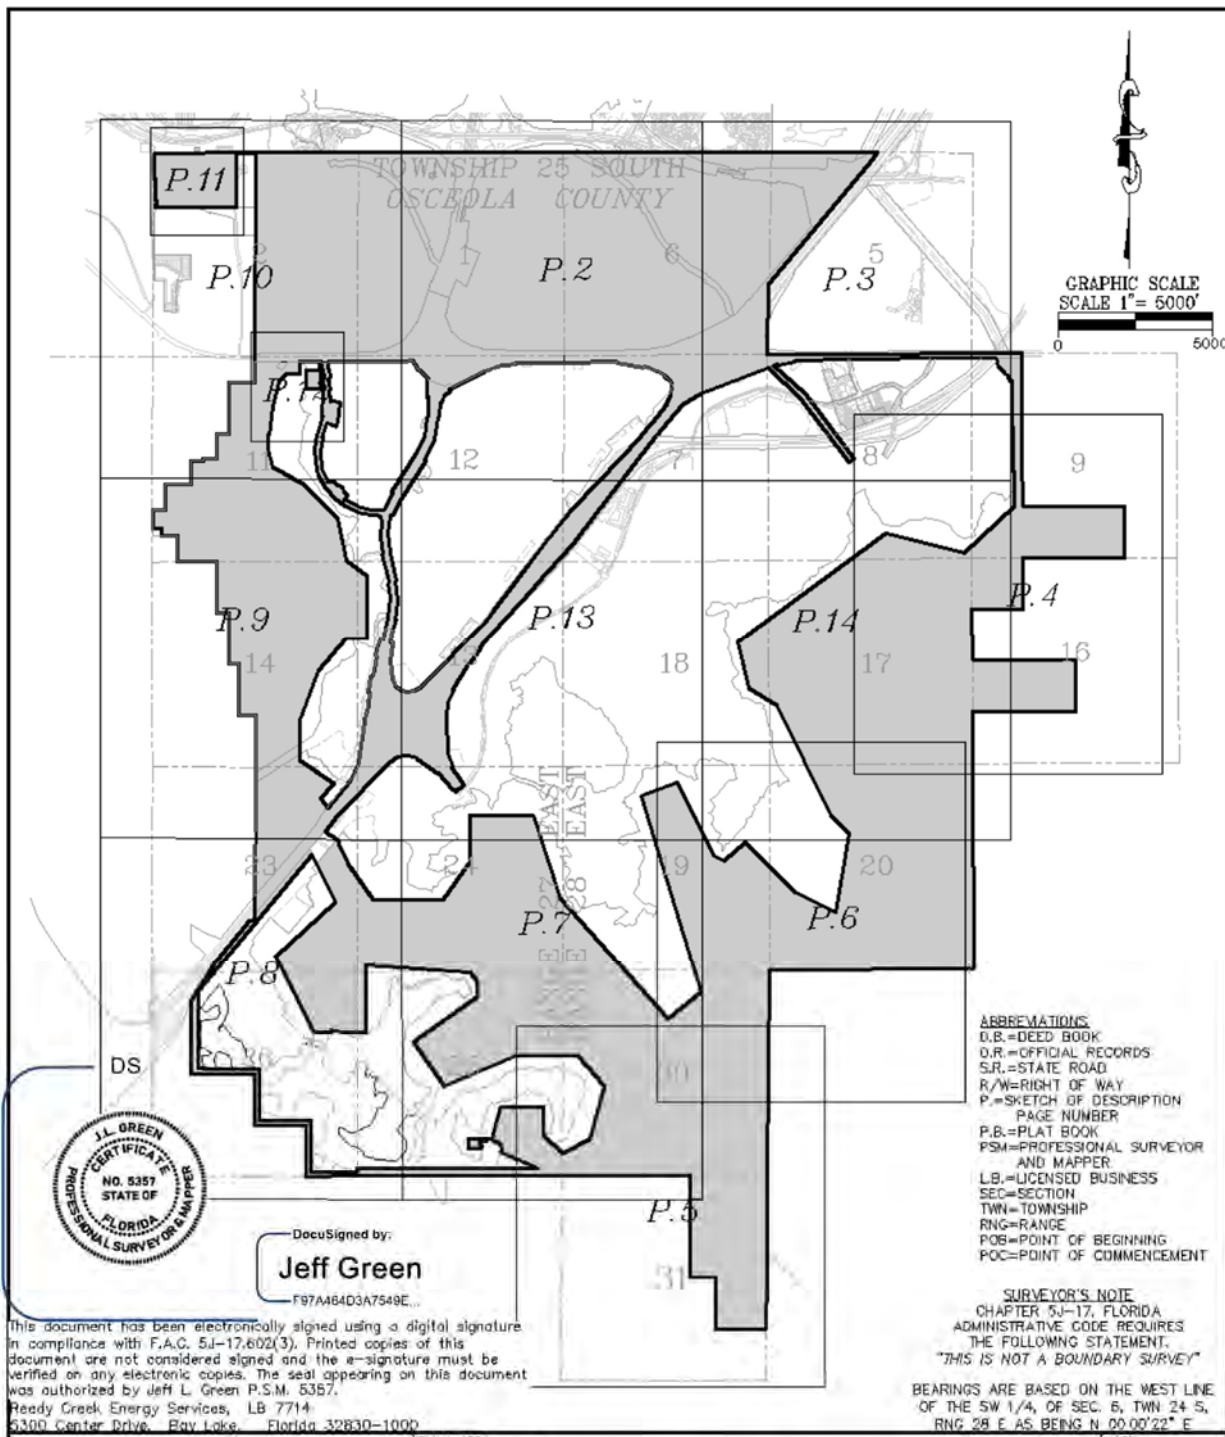 TOWNSHIP 25 SOUTH
OSCEOLA COUNTY
P.11
2
1
6
5
P.10
P.2
P.3
GRAPHIC SCALE
SCALE 1"= 5000'
0 5000
P.12
11
12
7
8
9
P.9
P.13
P.14
P.4
14
13
18
17
16
EAST
EAST
23
24
19
20
27
28
P.8
P.7
P.6
30
P.5
31
ABBREVIATIONS
D.B.=DEED BOOK
O.R.=OFFICIAL RECORDS
S.R.=STATE ROAD
R/W=RIGHT OF WAY
P.=SKETCH OF DESCRIPTION
PAGE NUMBER
P.B.=PLAT BOOK
PSM=PROFESSIONAL SURVEYOR
AND MAPPER
L.B.=LICENSED BUSINESS
SEC=SECTION
TWN=TOWNSHIP
RNG=RANGE
POB=POINT OF BEGINNING
POC=POINT OF COMMENCEMENT
SURVEYOR'S NOTE
CHAPTER 5J-17, FLORIDA
ADMINISTRATIVE CODE REQUIRES
THE FOLLOWING STATEMENT.
"THIS IS NOT A BOUNDARY SURVEY"
BEARINGS ARE BASED ON THE WEST LINE
OF THE SW 1/4, OF SEC. 6, TWN 24 S,
RNG 28 E AS BEING N 00°00'22" E
DS
J.L. GREEN
CERTIFICATE
NO. 5357
STATE OF
FLORIDA
PROFESSIONAL SURVEYOR & MAPPER
DocuSigned by:
Jeff Green
F97A464D3A7549E...
This document has been electronically signed using a digital signature
in compliance with F.A.C. 5J-17.602(3). Printed copies of this
document are not considered signed and the e-signature must be
verified on any electronic copies. The seal appearing on this document
was authorized by Jeff L. Green P.S.M. 5357.
Reedy Creek Energy Services, LB 7714
5300 Center Drive, Bay Lake, Florida 32830-1000